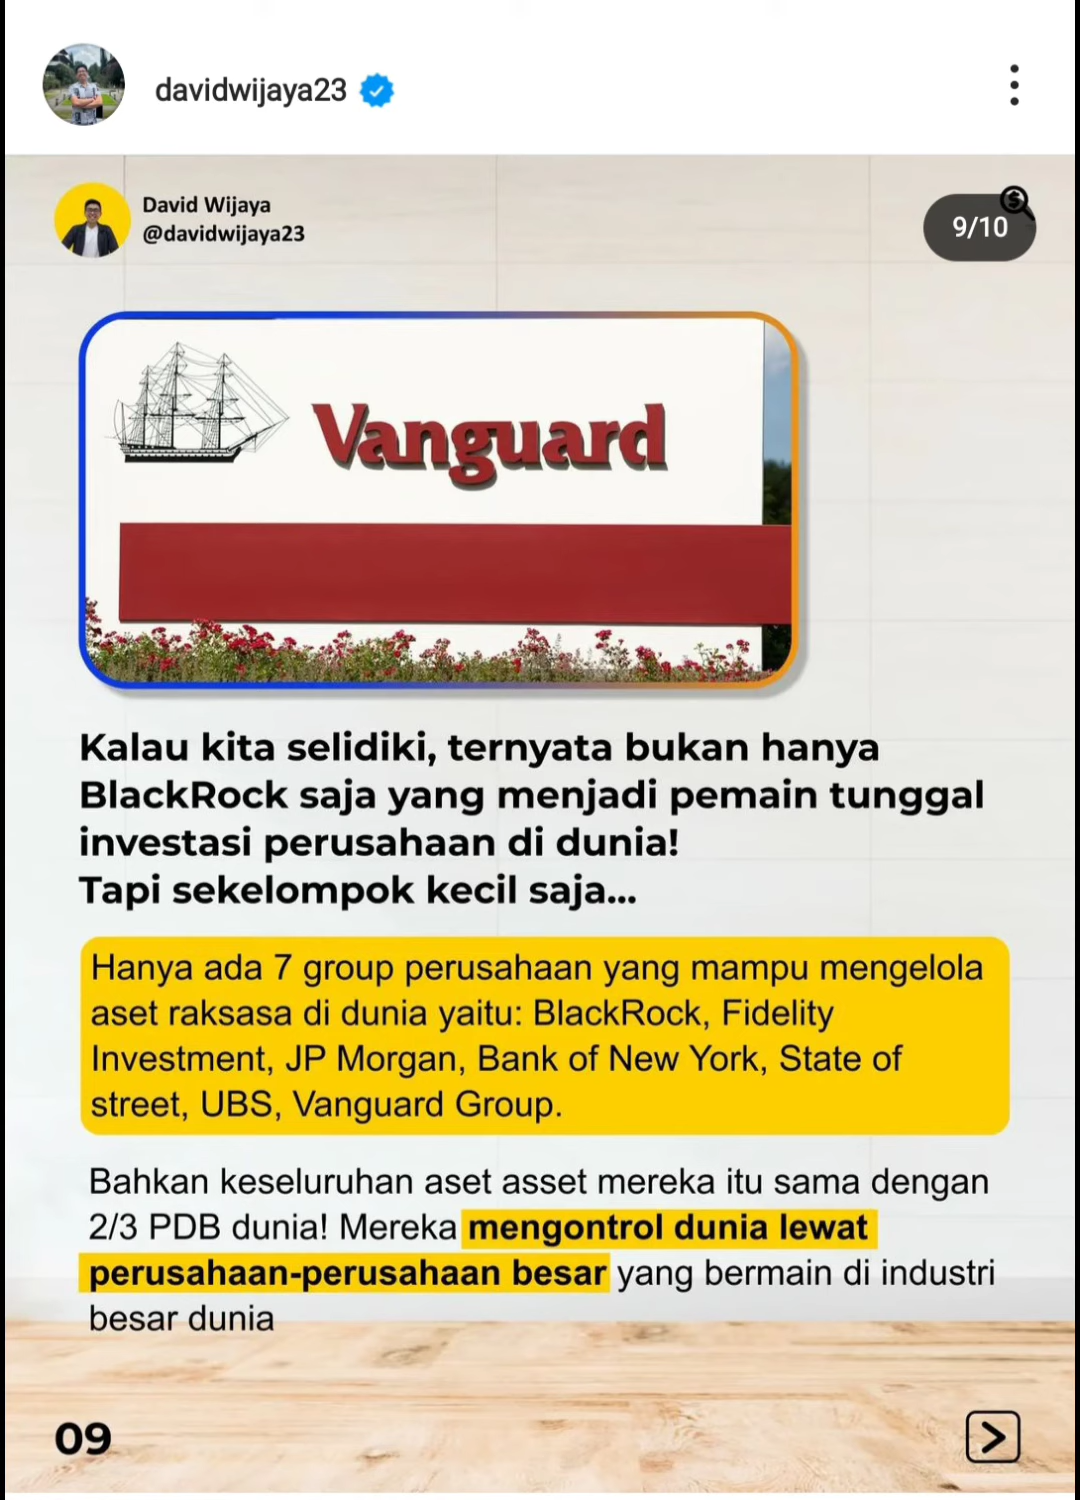 davidwijaya23
David Wijaya
@davidwijaya23
9/10
Vanguard
Kalau kita selidiki, ternyata bukan hanya
BlackRock saja yang menjadi pemain tunggal
investasi perusahaan di dunia!
Tapi sekelompok kecil saja...
Hanya ada 7 group perusahaan yang mampu mengelola
aset raksasa di dunia yaitu: BlackRock, Fidelity
Investment, JP Morgan, Bank of New York, State of
street, UBS, Vanguard Group.
Bahkan keseluruhan aset asset mereka itu sama dengan
2/3 PDB dunia! Mereka mengontrol dunia lewat
perusahaan-perusahaan besar yang bermain di industri
besar dunia
09